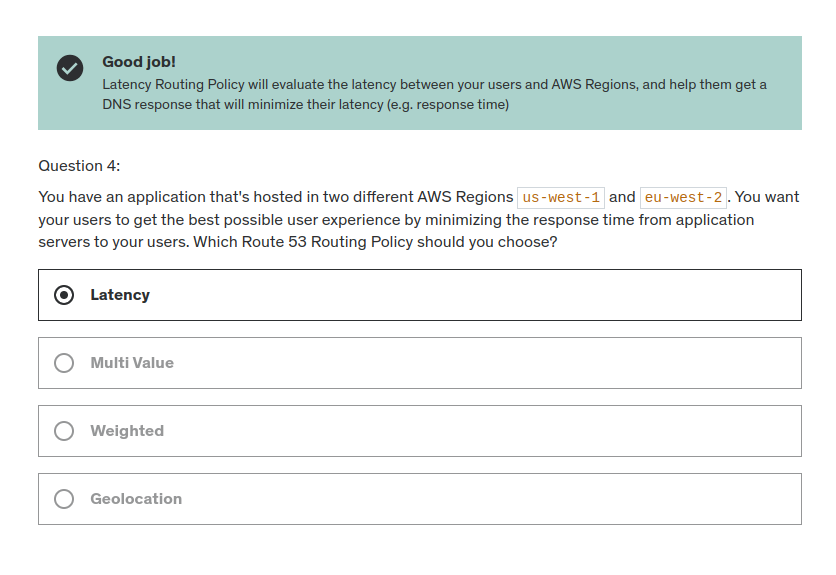 Good job!
Latency Routing Policy will evaluate the latency between your users and AWS Regions, and help them get a
DNS response that will minimize their latency (e.g. response time)
Question 4:
You have an application that's hosted in two different AWS Regions us-west-1 and eu-west-2. You want
your users to get the best possible user experience by minimizing the response time from application
servers to your users. Which Route 53 Routing Policy should you choose?
Latency
Multi Value
Weighted
Geolocation